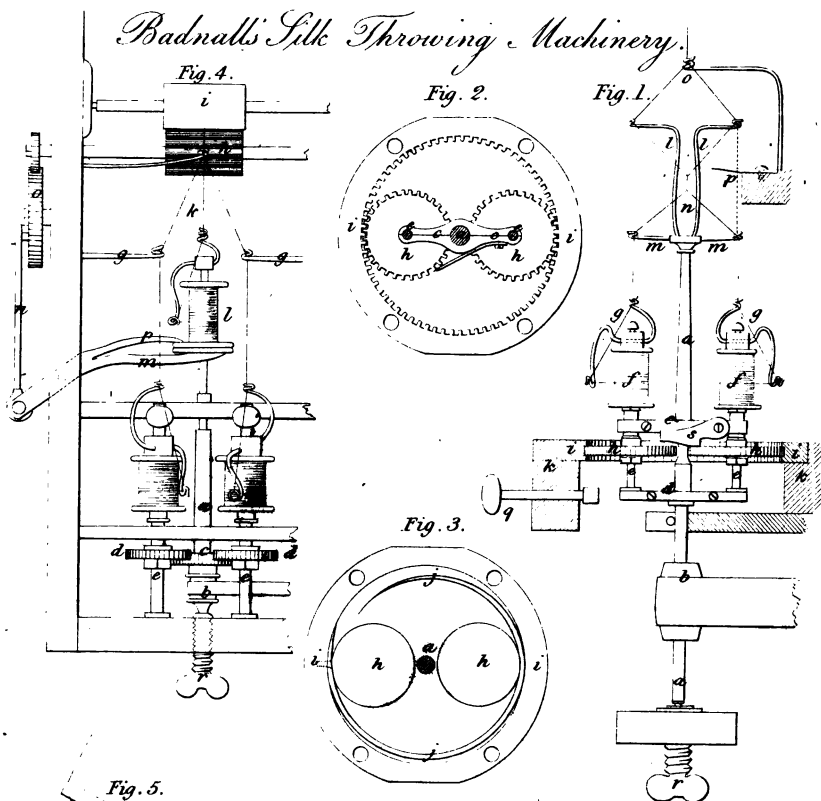 Badnall's Silk Throwing Machinery.
Fig. 4.
Fig. 2.
Fig. 1.
i
o
l l
p
n
m m
k
g g
n
o
l
p
m
i i
h h
c o
g g
a
f f
e
s
i h h i
k k
e e
d
q
a
d c d
e e
b
r
Fig. 3.
j
a
h h
i i
j
b
a
r
Fig. 5.